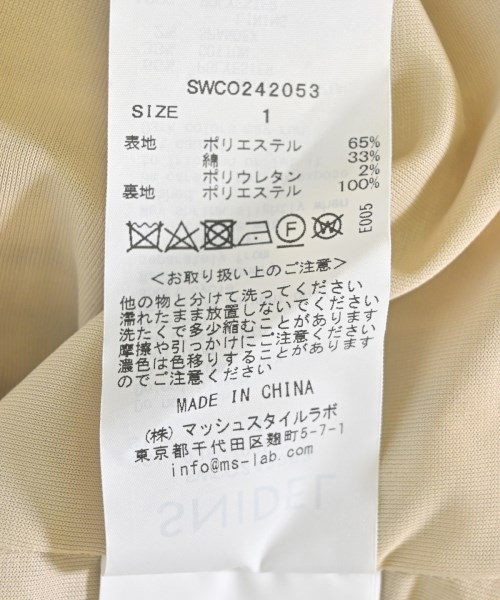 SWCO242053
SIZE 1
表地 ポリエステル 65%
綿 33%
ポリウレタン 2%
裏地 ポリエステル 100%
F W
E005
<お取り扱い上のご注意>
他の物と分けて洗ってください
濡れたまま放置しないでください
洗たくで多少縮むことがあります
摩擦や引っかけにご注意ください
濃色は色移りすることがあります
のでご注意ください
MADE IN CHINA
(株) マッシュスタイルラボ
東京都千代田区麹町5-7-1
info@ms-lab.com
SNIDEL